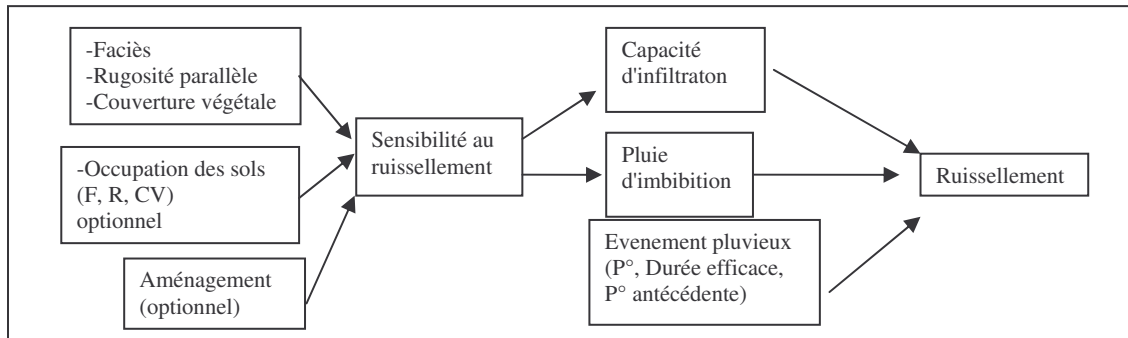 -Faciès
-Rugosité parallèle
-Couverture végétale
-Occupation des sols
(F, R, CV)
optionnel
Aménagement
(optionnel)
Sensibilité au
ruissellement
Capacité
d'infiltraton
Pluie
d'imbibition
Evenement pluvieux
(P°, Durée efficace,
P° antécédente)
Ruissellement